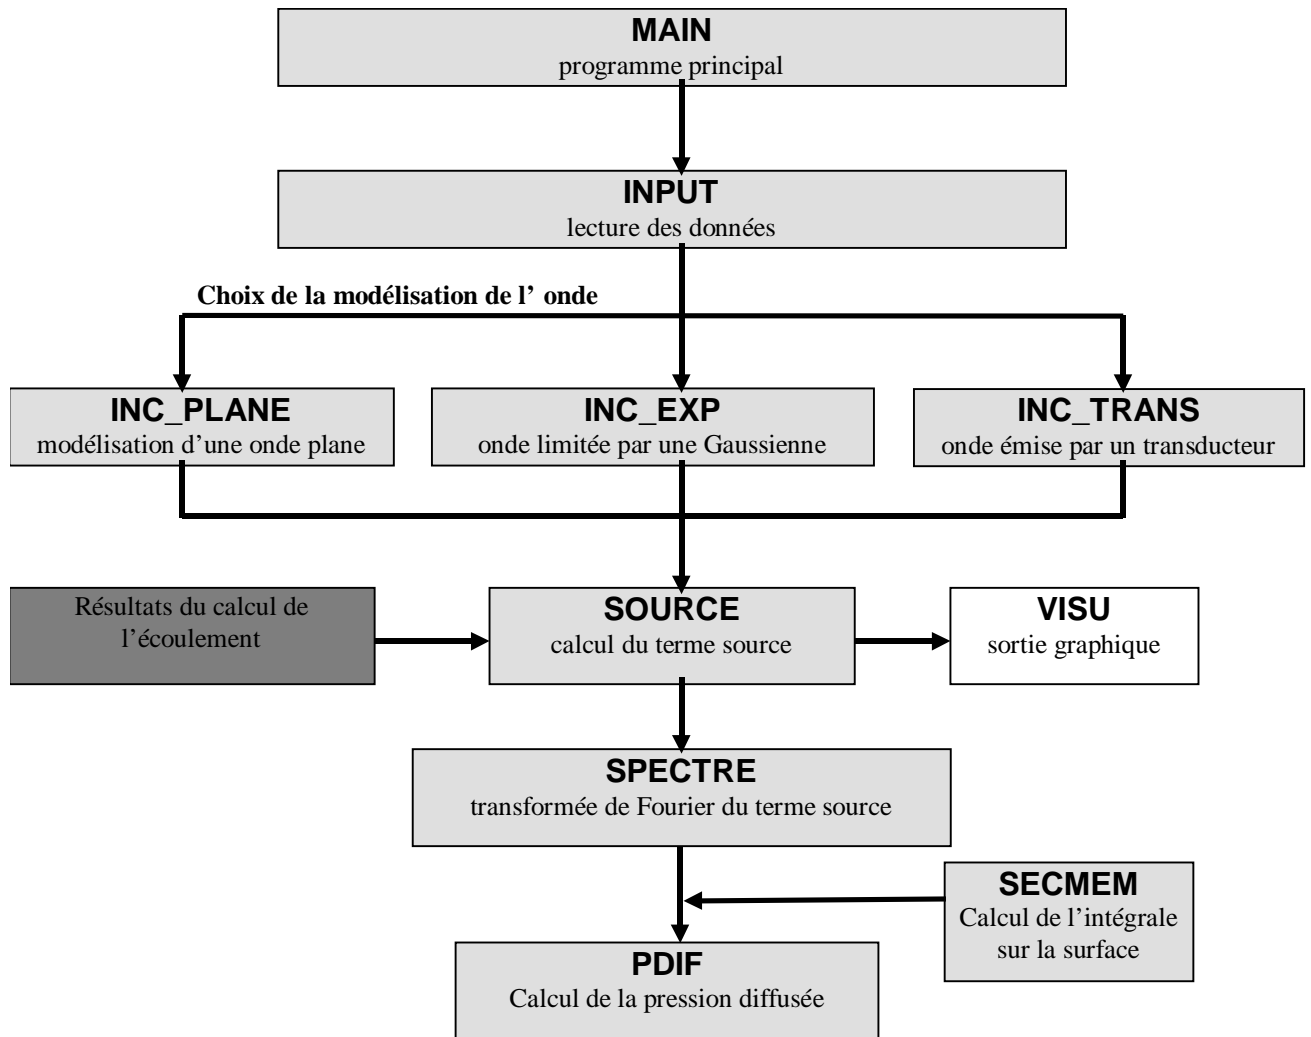 MAIN
programme principal
INPUT
lecture des données
Choix de la modélisation de l’ onde
INC_PLANE
modélisation d’une onde plane
INC_EXP
onde limitée par une Gaussienne
INC_TRANS
onde émise par un transducteur
Résultats du calcul de
l’écoulement
SOURCE
calcul du terme source
VISU
sortie graphique
SPECTRE
transformée de Fourier du terme source
SECMEM
Calcul de l’intégrale
sur la surface
PDIF
Calcul de la pression diffusée